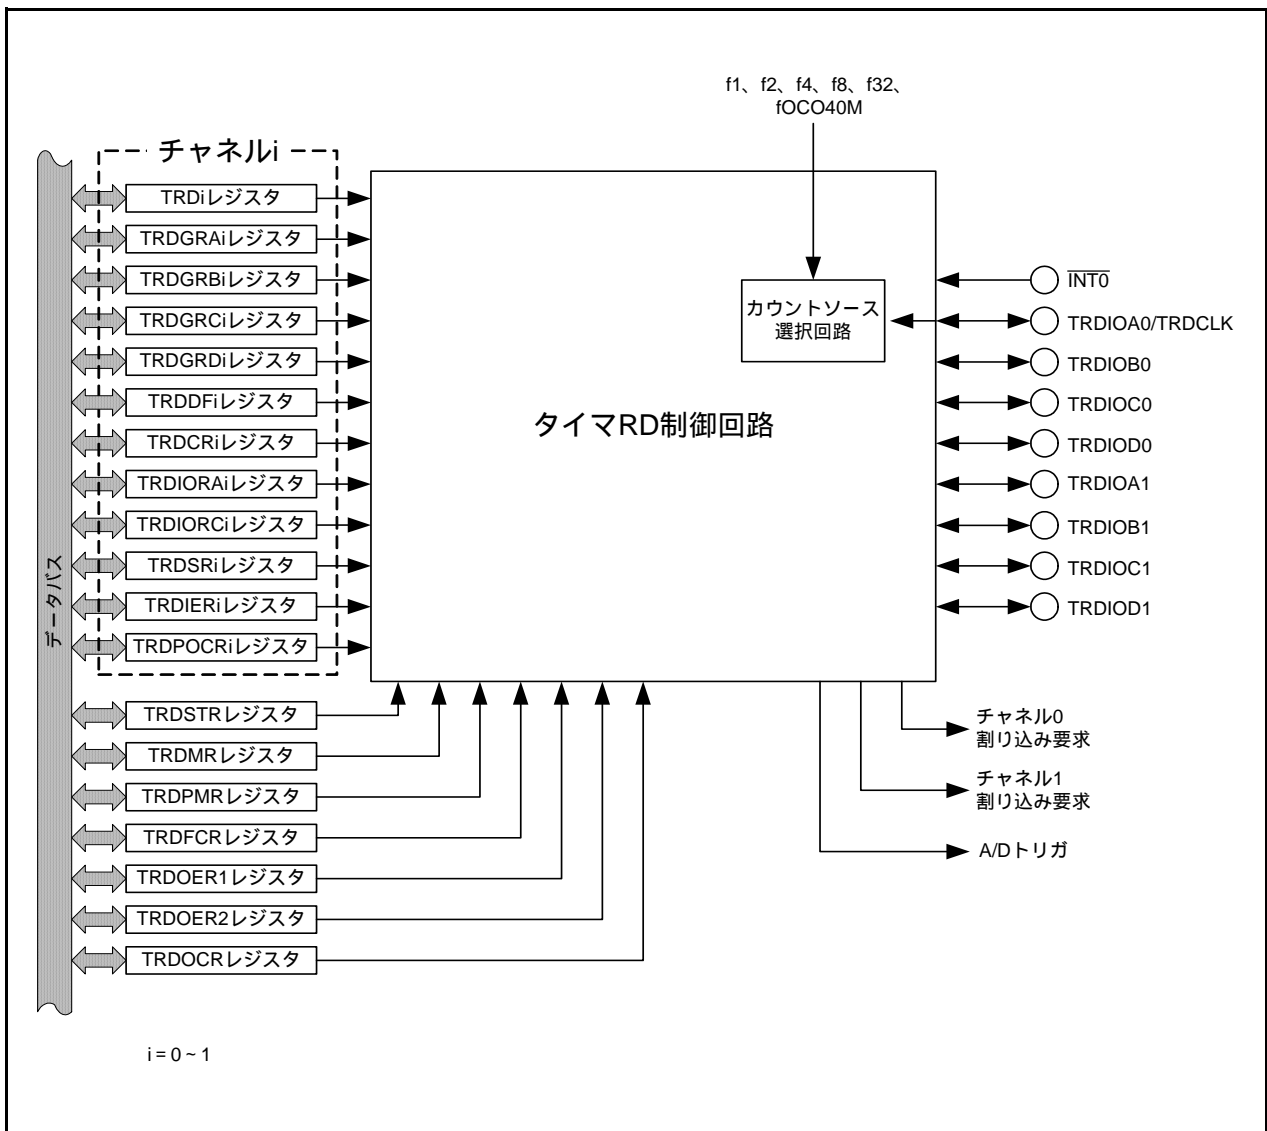 f1、f2、f4、f8、f32、
fOCO40M
チャネルi
TRDiレジスタ
TRDGRAiレジスタ
TRDGRBiレジスタ
TRDGRCiレジスタ
TRDGRDiレジスタ
TRDDFiレジスタ
TRDCRiレジスタ
TRDIORAiレジスタ
TRDIORCiレジスタ
TRDSRiレジスタ
TRDIERiレジスタ
TRDPOCRiレジスタ
データバス
TRDSTRレジスタ
TRDMRレジスタ
TRDPMRレジスタ
TRDFCRレジスタ
TRDOER1レジスタ
TRDOER2レジスタ
TRDOCRレジスタ
カウントソース
選択回路
タイマRD制御回路
INT0
TRDIOA0/TRDCLK
TRDIOB0
TRDIOC0
TRDIOD0
TRDIOA1
TRDIOB1
TRDIOC1
TRDIOD1
チャネル0
割り込み要求
チャネル1
割り込み要求
A/Dトリガ
i = 0 ~ 1